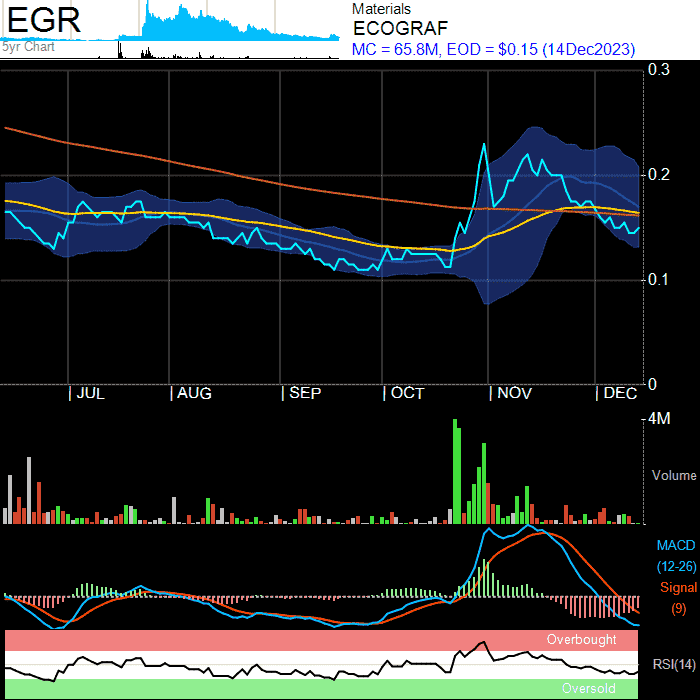 EGR
5yr Chart
Materials
ECOGRAF
MC = 65.8M, EOD = $0.15 (14Dec2023)
0.3
0.2
0.1
0
| JUL | AUG | SEP | OCT | NOV | DEC
4M
Volume
MACD
(12-26)
Signal
(9)
Overbought
RSI(14)
Oversold